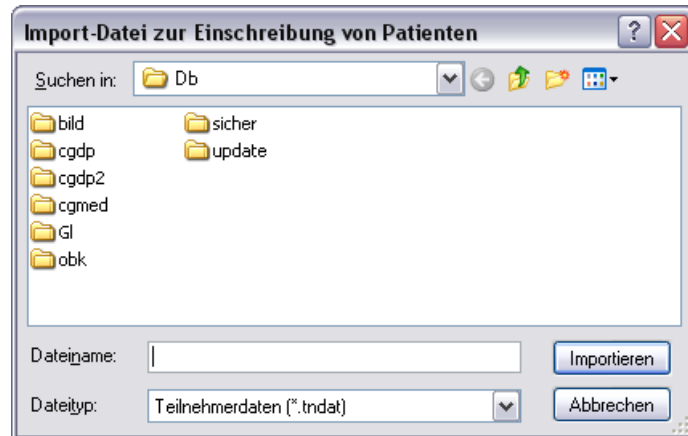 Import-Datei zur Einschreibung von Patienten
Suchen in: Db
bild
cgdp
cgdp2
cgmed
GI
obk
sicher
update
Dateiname:
Importieren
Dateityp: Teilnehmerdaten (*.tndat)
Abbrechen